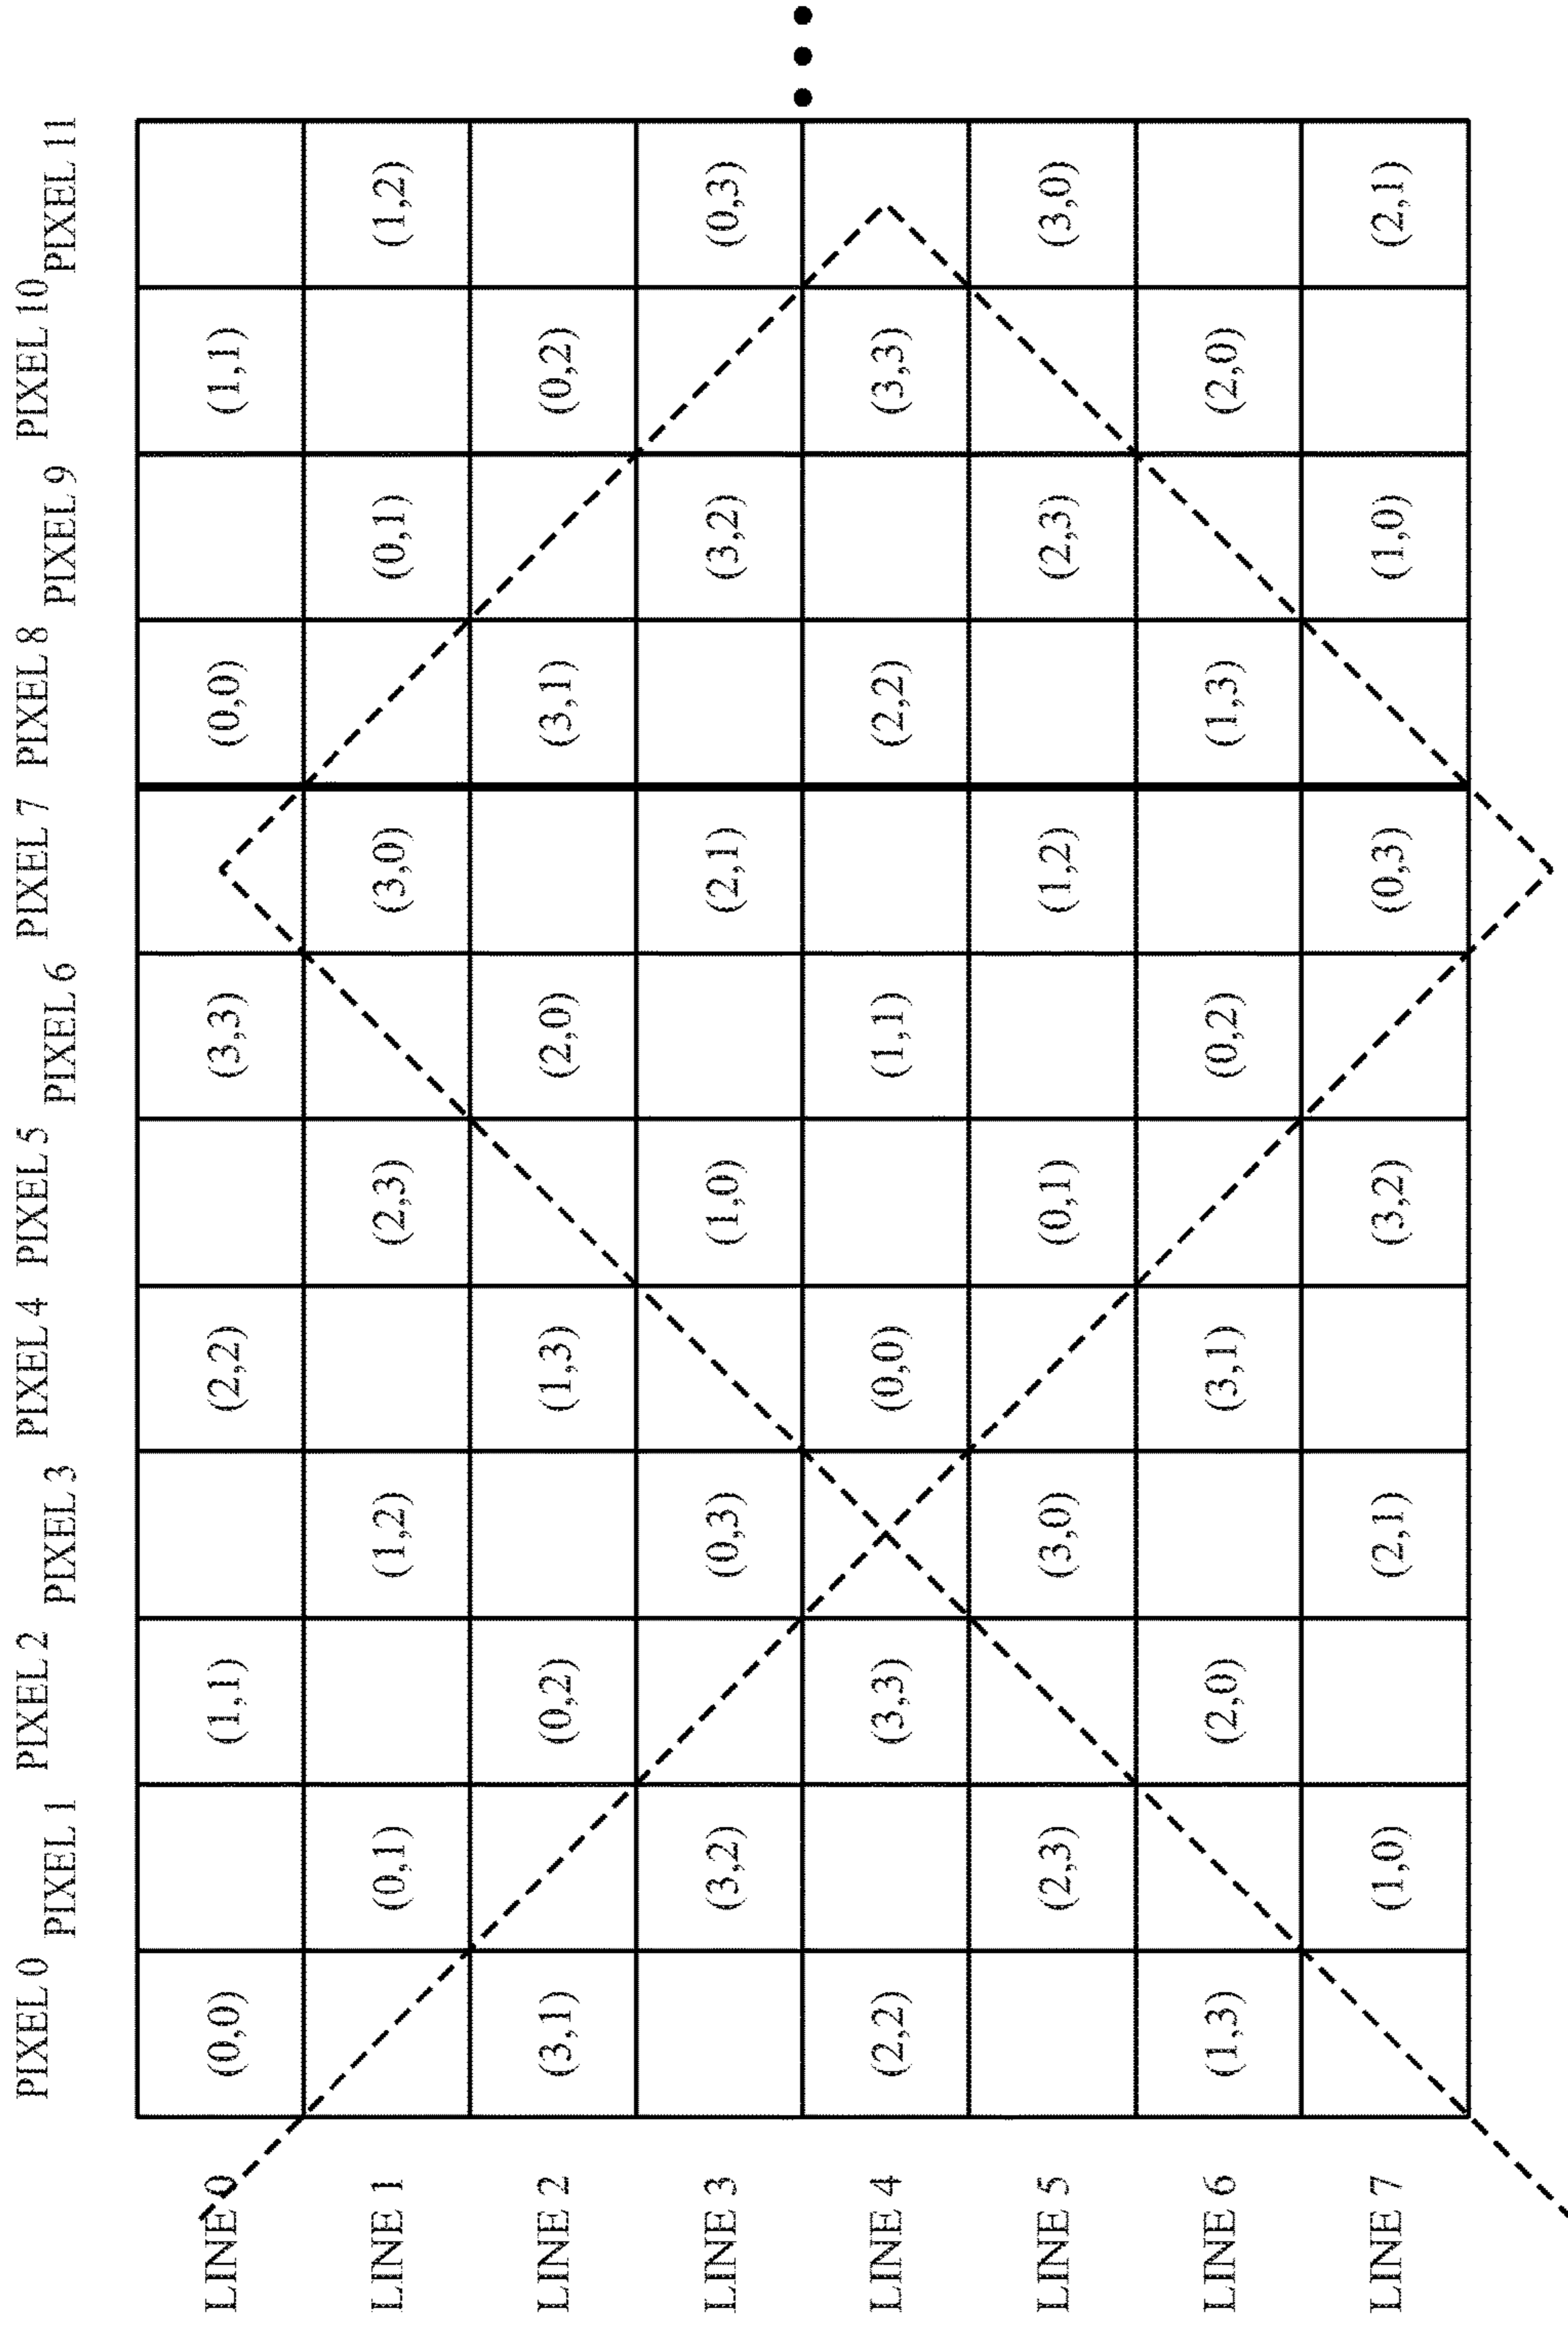 PIXEL 0 PIXEL 1 PIXEL 2 PIXEL 3 PIXEL 4 PIXEL 5 PIXEL 6 PIXEL 7 PIXEL 8 PIXEL 9 PIXEL 10 PIXEL 11
LINE 0 (0,0) (1,1) (2,2) (3,3) (0,0) (1,1)
LINE 1 (0,1) (1,2) (2,3) (3,0) (0,1) (1,2)
LINE 2 (3,1) (0,2) (1,3) (2,0) (3,1) (0,2)
LINE 3 (3,2) (0,3) (1,0) (2,1) (3,2) (0,3)
LINE 4 (2,2) (3,3) (0,0) (1,1) (2,2) (3,3)
LINE 5 (2,3) (3,0) (0,1) (1,2) (2,3) (3,0)
LINE 6 (1,3) (2,0) (3,1) (0,2) (1,3) (2,0)
LINE 7 (1,0) (2,1) (3,2) (0,3) (1,0) (2,1)